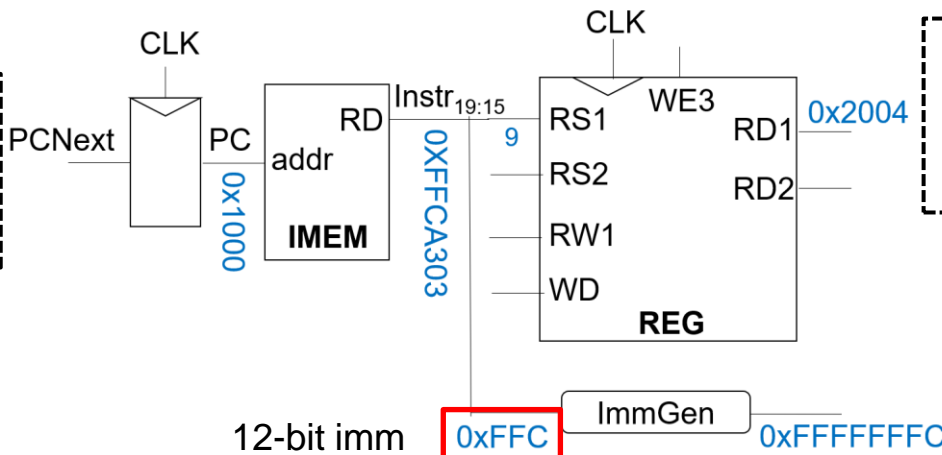 CLK
CLK
PCNext
PC
0x1000
addr
RD
IMEM
Instr19:15
0XFFCA303
9
RS1
RS2
RW1
WD
WE3
RD1
RD2
REG
0x2004
12-bit imm
0xFFC
ImmGen
0xFFFFFFFC